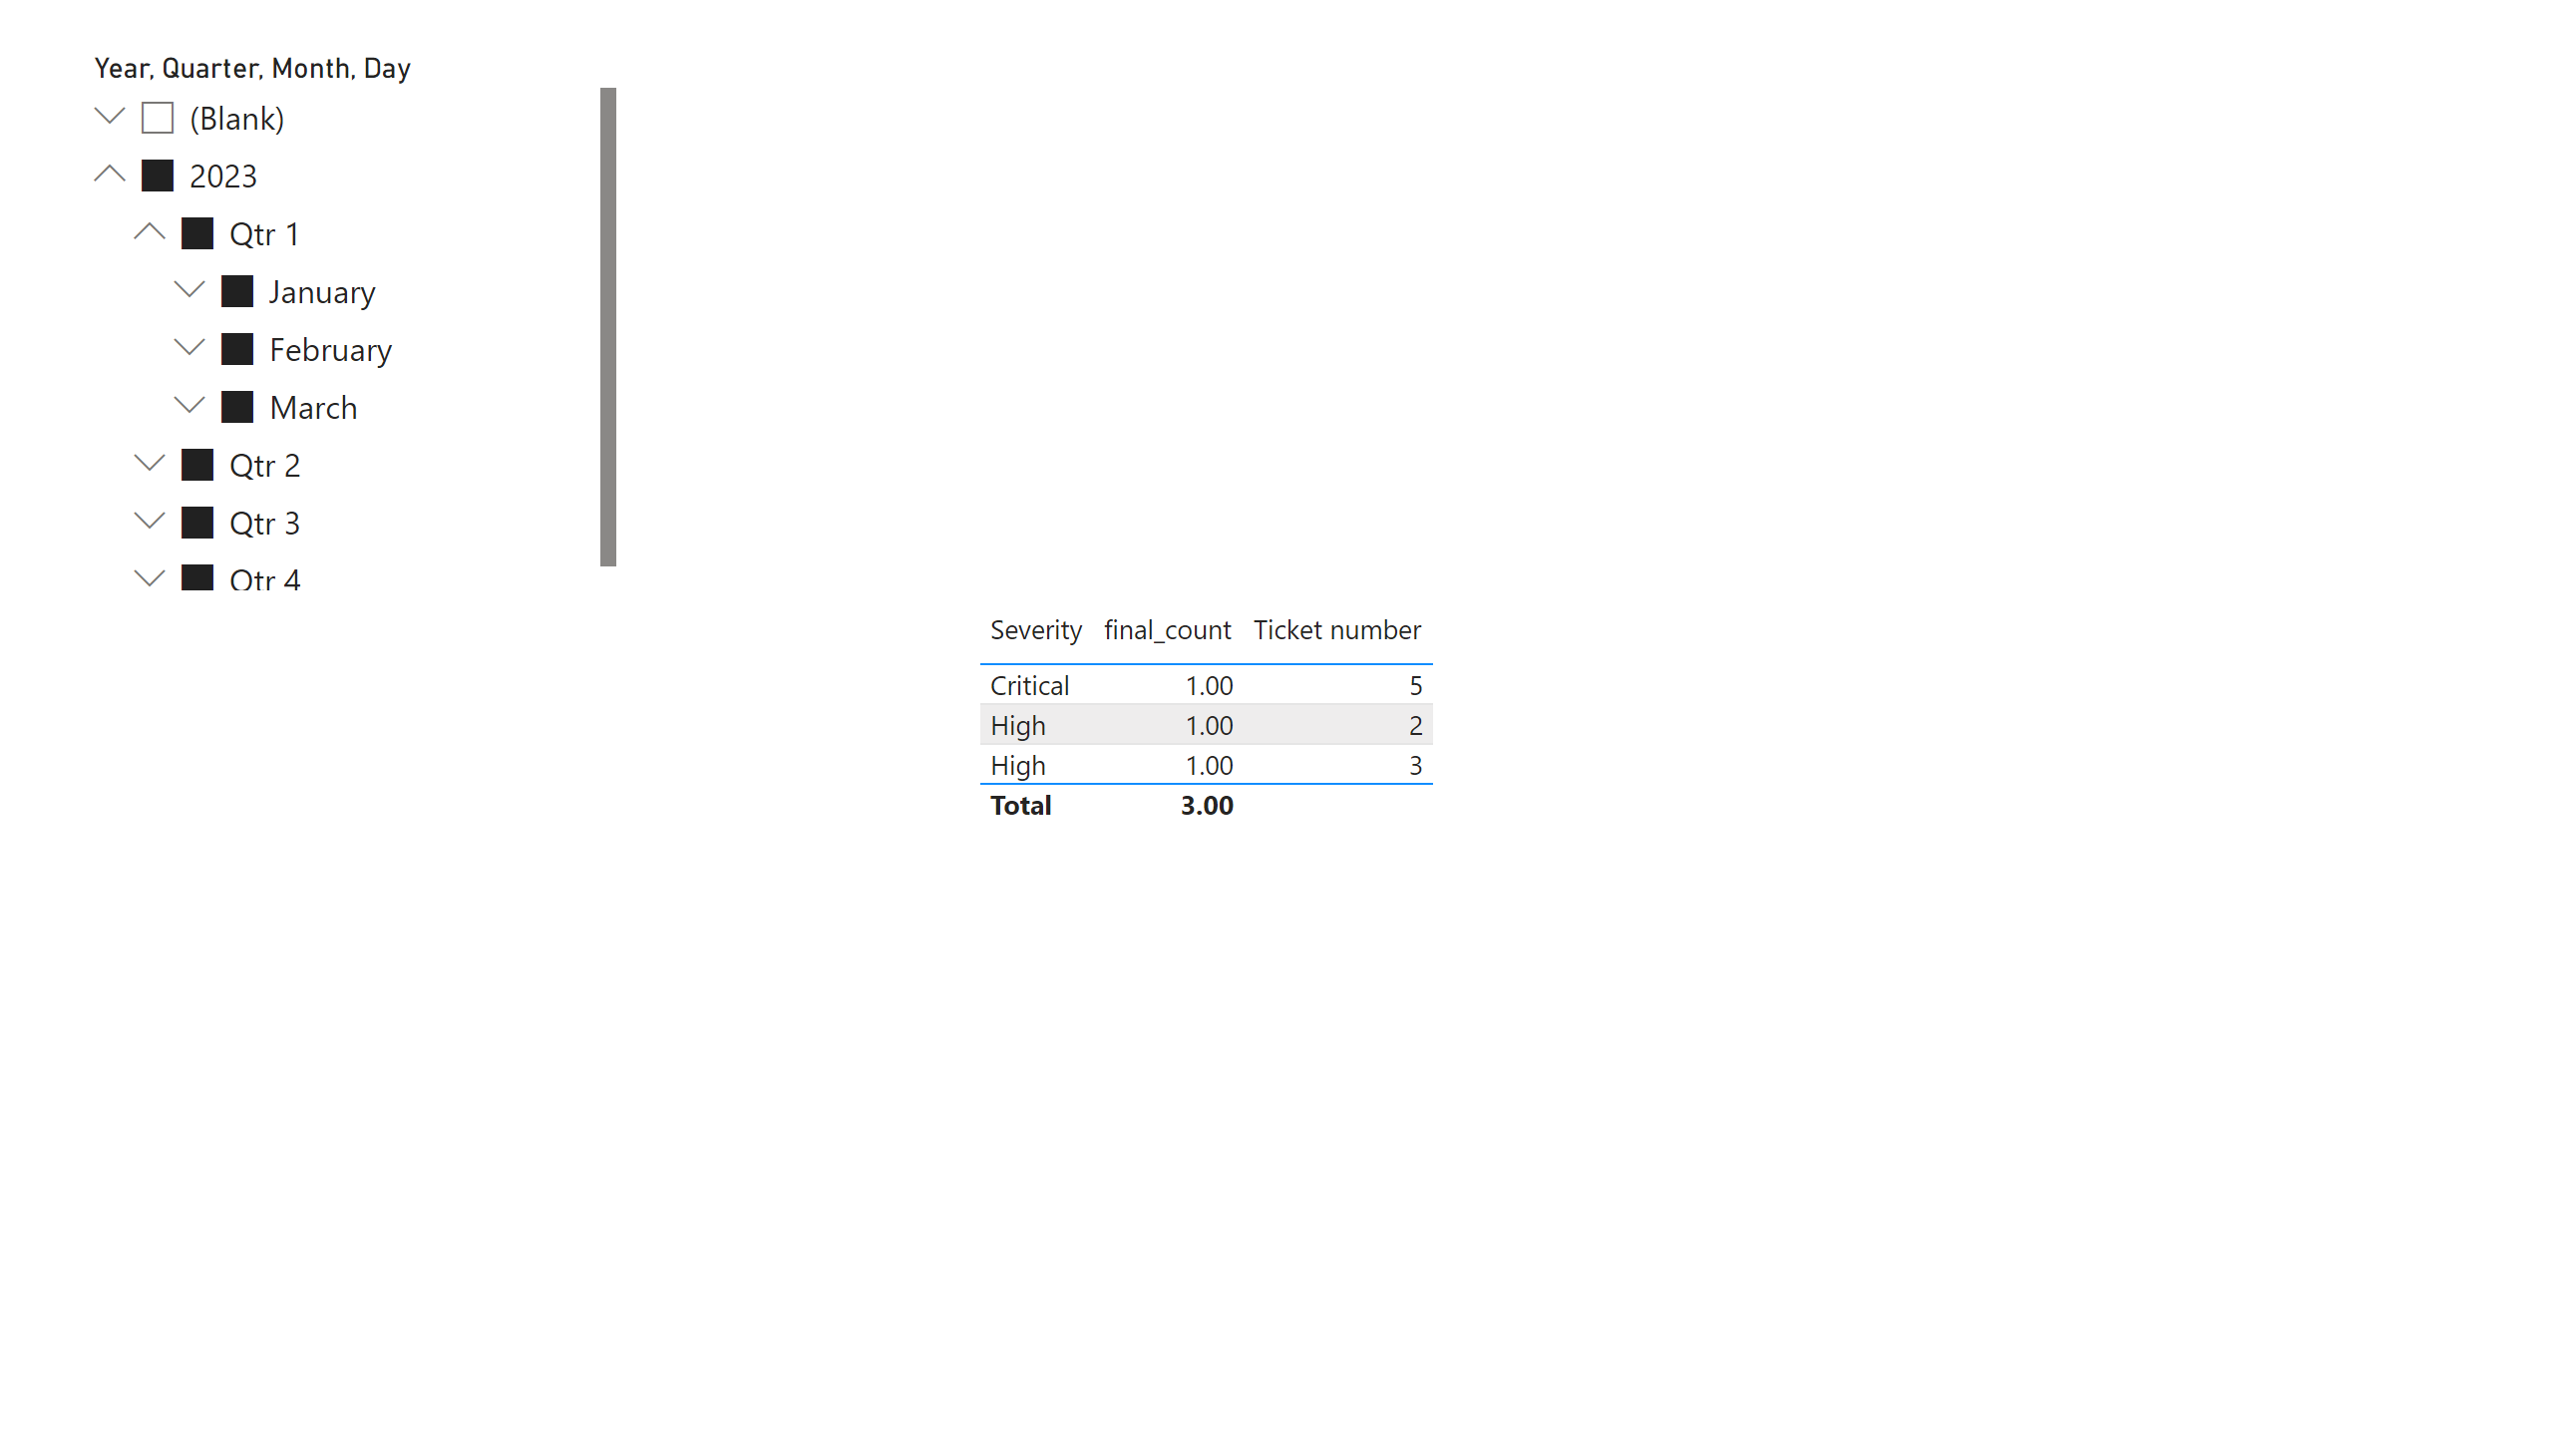 Year, Quarter, Month, Day
(Blank)
2023
Qtr 1
January
February
March
Qtr 2
Qtr 3
Qtr 4
Severity final_count Ticket number
Critical 1.00 5
High 1.00 2
High 1.00 3
Total 3.00